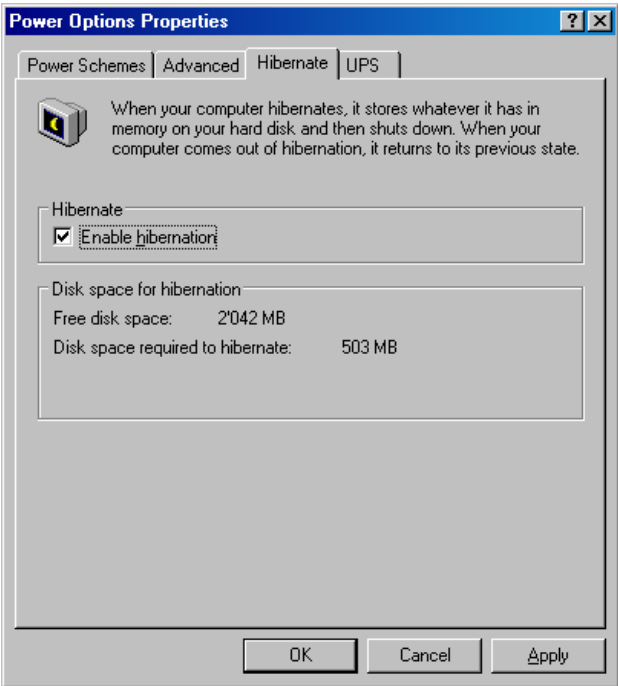 Power Options Properties
Power Schemes Advanced Hibernate UPS
When your computer hibernates, it stores whatever it has in
memory on your hard disk and then shuts down. When your
computer comes out of hibernation, it returns to its previous state.
Hibernate
Enable hibernation
Disk space for hibernation
Free disk space: 2'042 MB
Disk space required to hibernate: 503 MB
OK Cancel Apply